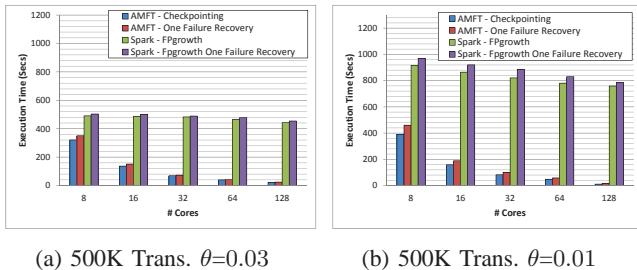 AMFT - Checkpointing
AMFT - One Failure Recovery
Spark - FPgrowth
Spark - Fpgrowth One Failure Recovery
Execution Time (Secs)
1200
1000
800
600
400
200
0
8
16
32
64
128
# Cores
(a) 500K Trans. θ=0.03
AMFT - Checkpointing
AMFT - One Failure Recovery
Spark - FPgrowth
Spark - Fpgrowth One Failure Recovery
Execution Time (Secs)
1200
1000
800
600
400
200
0
8
16
32
64
128
# Cores
(b) 500K Trans. θ=0.01